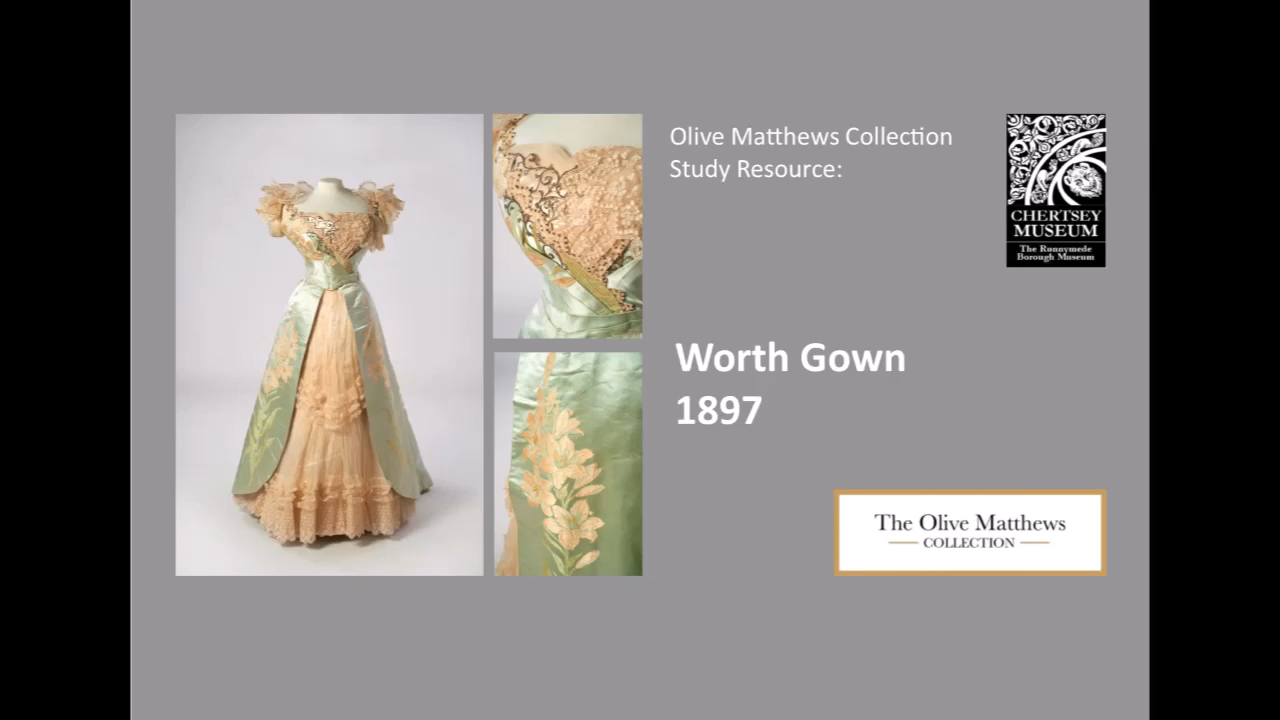 Olive Matthews Collection
Study Resource:
CHERTSEY
MUSEUM
The Runnymede
Borough Museum
Worth Gown
1897
The Olive Matthews
COLLECTION